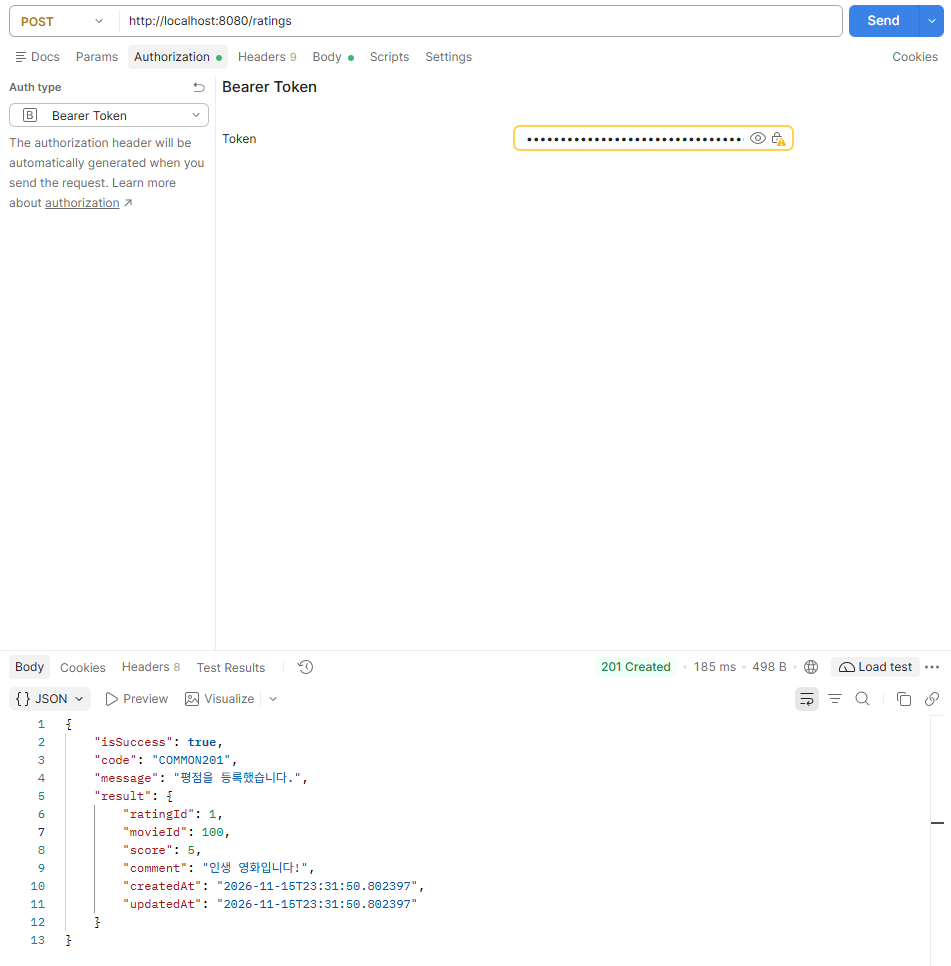 POST http://localhost:8080/ratings Send
Docs Params Authorization Headers 9 Body Scripts Settings Cookies
Auth type
B Bearer Token
The authorization header will be
automatically generated when you
send the request. Learn more
about authorization ↗
Bearer Token
Token ••••••••••••••••••••••••••••••••
Body Cookies Headers 8 Test Results 201 Created • 185 ms • 498 B • Load test •••
{} JSON Preview Visualize
1 {
2 "isSuccess": true,
3 "code": "COMMON201",
4 "message": "평점을 등록했습니다.",
5 "result": {
6 "ratingId": 1,
7 "movieId": 100,
8 "score": 5,
9 "comment": "인생 영화입니다!",
10 "createdAt": "2026-11-15T23:31:50.802397",
11 "updatedAt": "2026-11-15T23:31:50.802397"
12 }
13 }